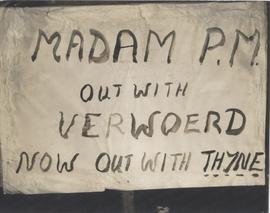 MADAM P.M.
OUT WITH
VERWOERD
NOW OUT WITH THYNE